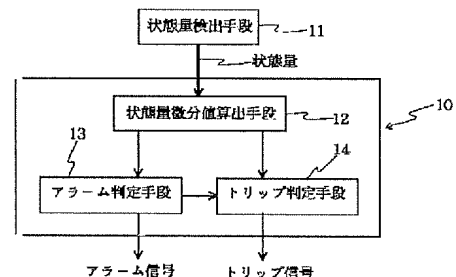 状態量検出手段
11
状態量
状態量微分値算出手段
12
10
13
14
アラーム判定手段
トリップ判定手段
アラーム信号
トリップ信号